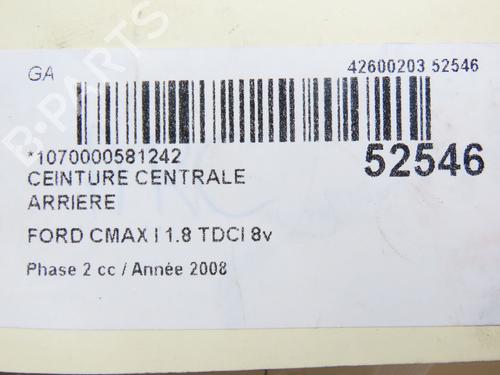 GA
42600203 52546
*1070000581242
52546
CEINTURE CENTRALE
ARRIERE
FORD CMAX I 1.8 TDCI 8v
Phase 2 cc / Année 2008
B-PARTS